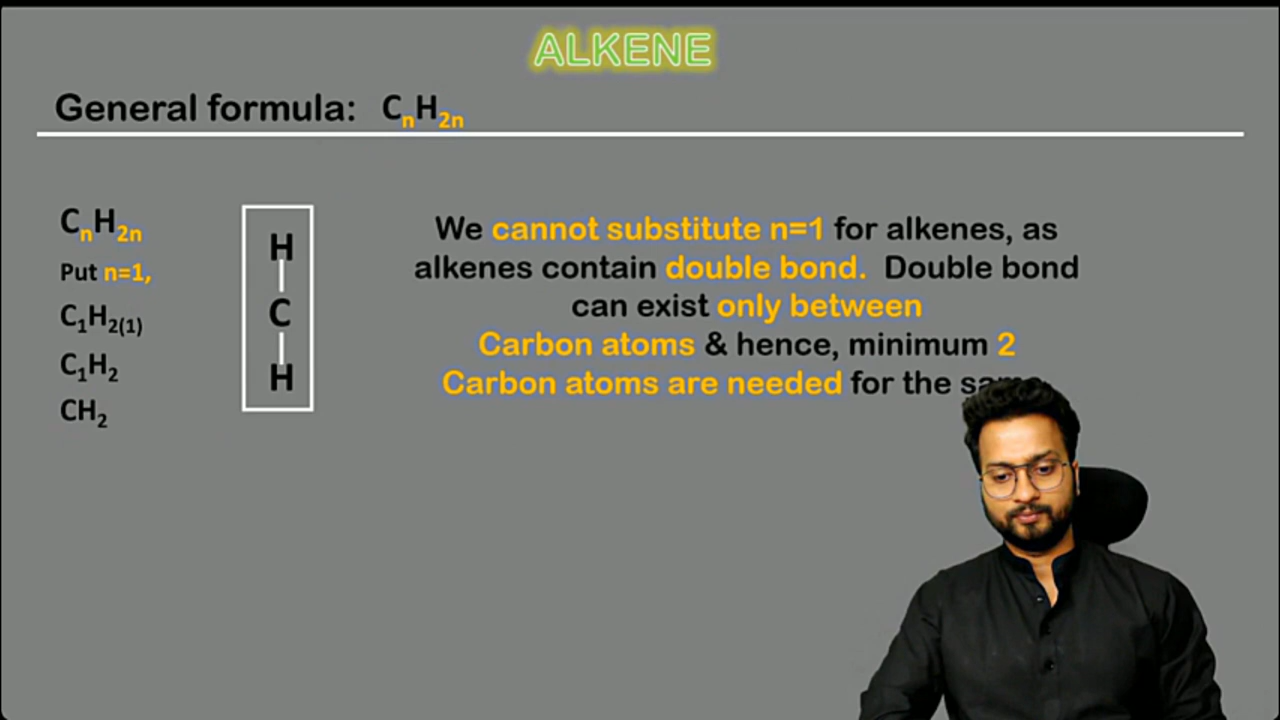 ALKENE
General formula: CₙH₂ₙ
CₙH₂ₙ
Put n=1,
C₁H₂₍₁₎
C₁H₂
CH₂
H
C
H
We cannot substitute n=1 for alkenes, as
alkenes contain double bond. Double bond
can exist only between
Carbon atoms & hence, minimum 2
Carbon atoms are needed for the same